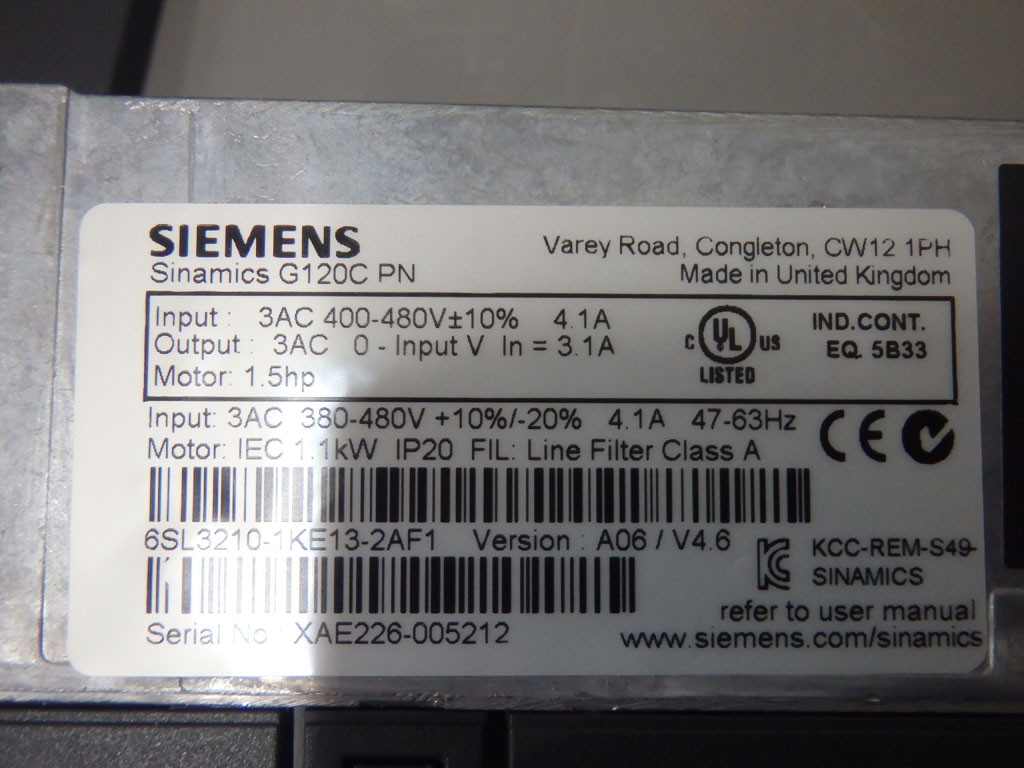 SIEMENS
Sinamics G120C PN
Varey Road, Congleton, CW12 1PH
Made in United Kingdom
Input : 3AC 400-480V±10% 4.1A
Output : 3AC 0 - Input V In = 3.1A
Motor: 1.5hp
C UL US
LISTED
IND.CONT.
EQ. 5B33
Input: 3AC 380-480V +10%/-20% 4.1A 47-63Hz
Motor: IEC 1.1kW IP20 FIL: Line Filter Class A
CE
6SL3210-1KE13-2AF1 Version : A06 / V4.6
KCC-REM-S49-
SINAMICS
Serial No : XAE226-005212
refer to user manual
www.siemens.com/sinamics